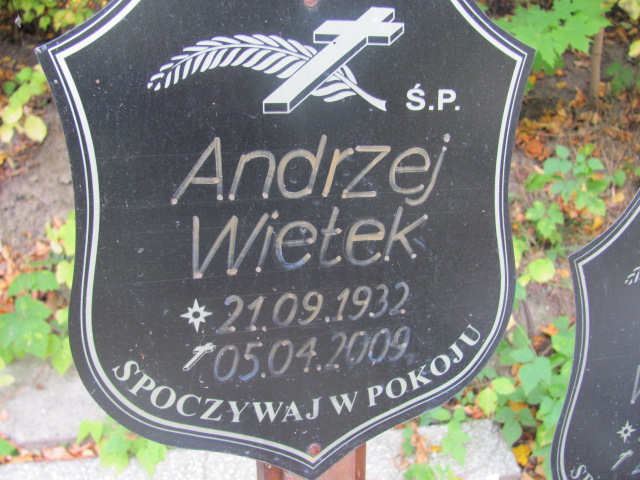 Ś.P.
Andrzej
Wietek
21.09.1932
05.04.2009
SPOCZYWAJ W POKOJU